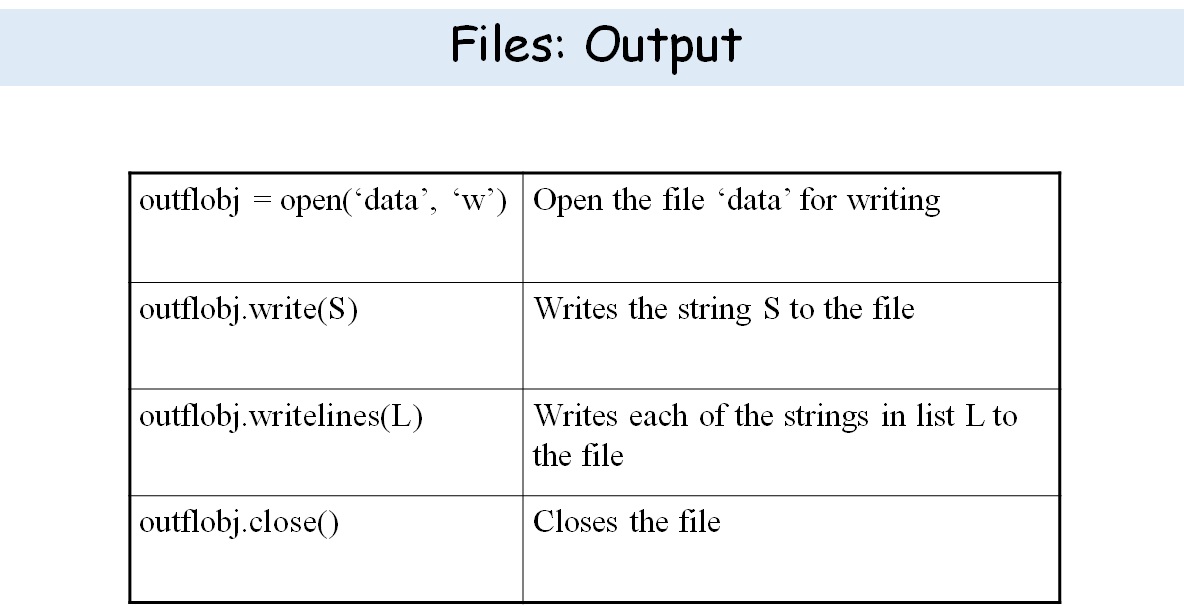 Files: Output
outflobj = open(‘data’, ‘w’)
Open the file ‘data’ for writing
outflobj.write(S)
Writes the string S to the file
outflobj.writelines(L)
Writes each of the strings in list L to
the file
outflobj.close()
Closes the file